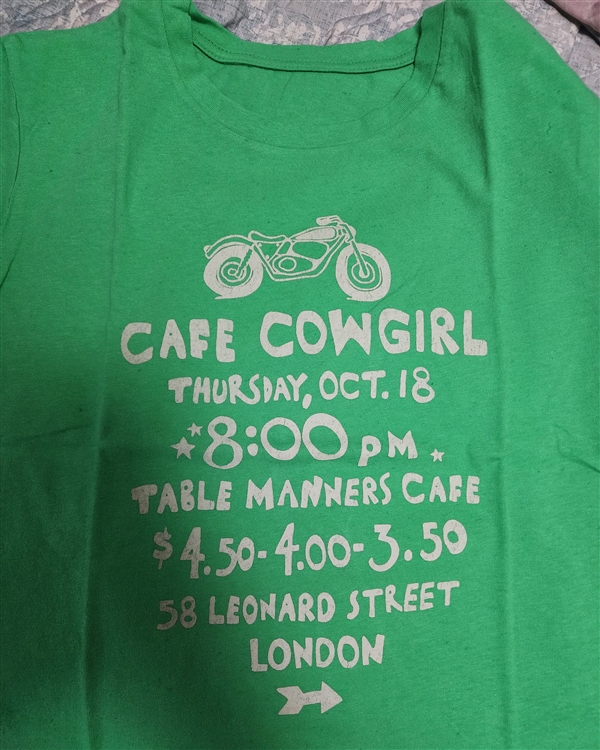 CAFE COWGIRL
THURSDAY, OCT. 18
8:00 PM
TABLE MANNERS CAFE
$4.50-4.00-3.50
58 LEONARD STREET
LONDON